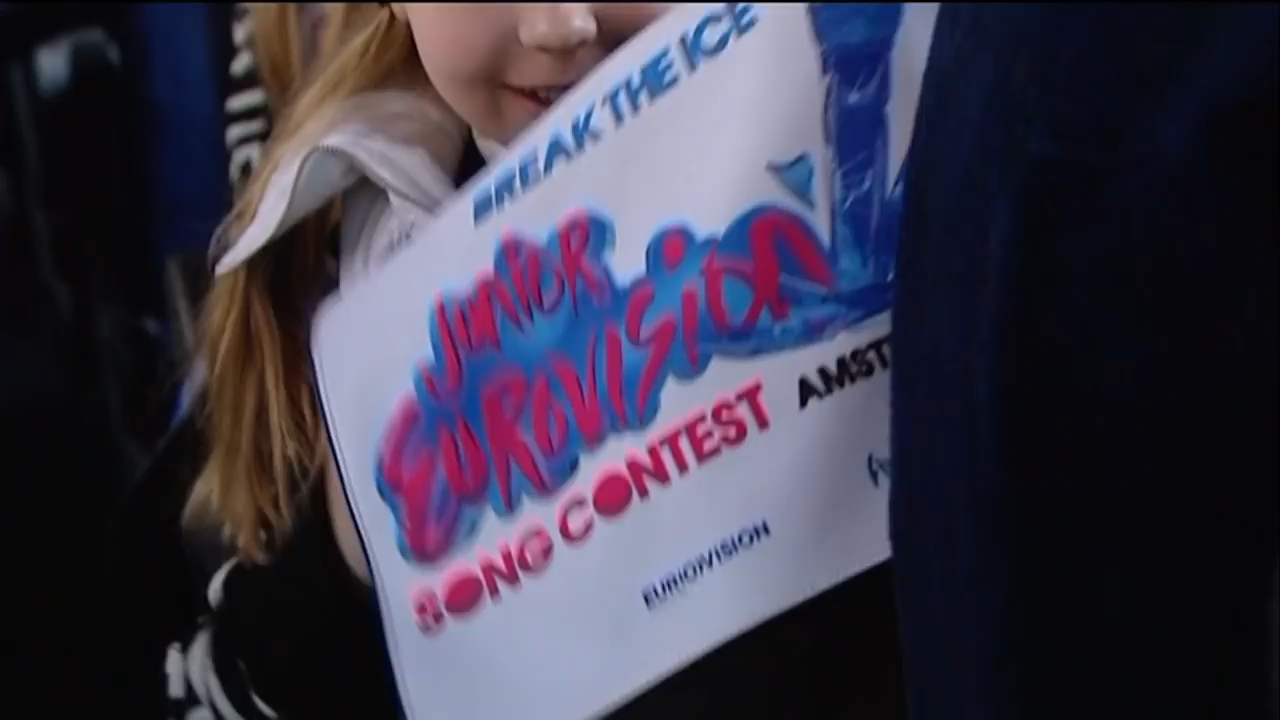 BREAK THE ICE
JUNIOR
EUROVISION
SONG CONTEST AMST
EUROVISION